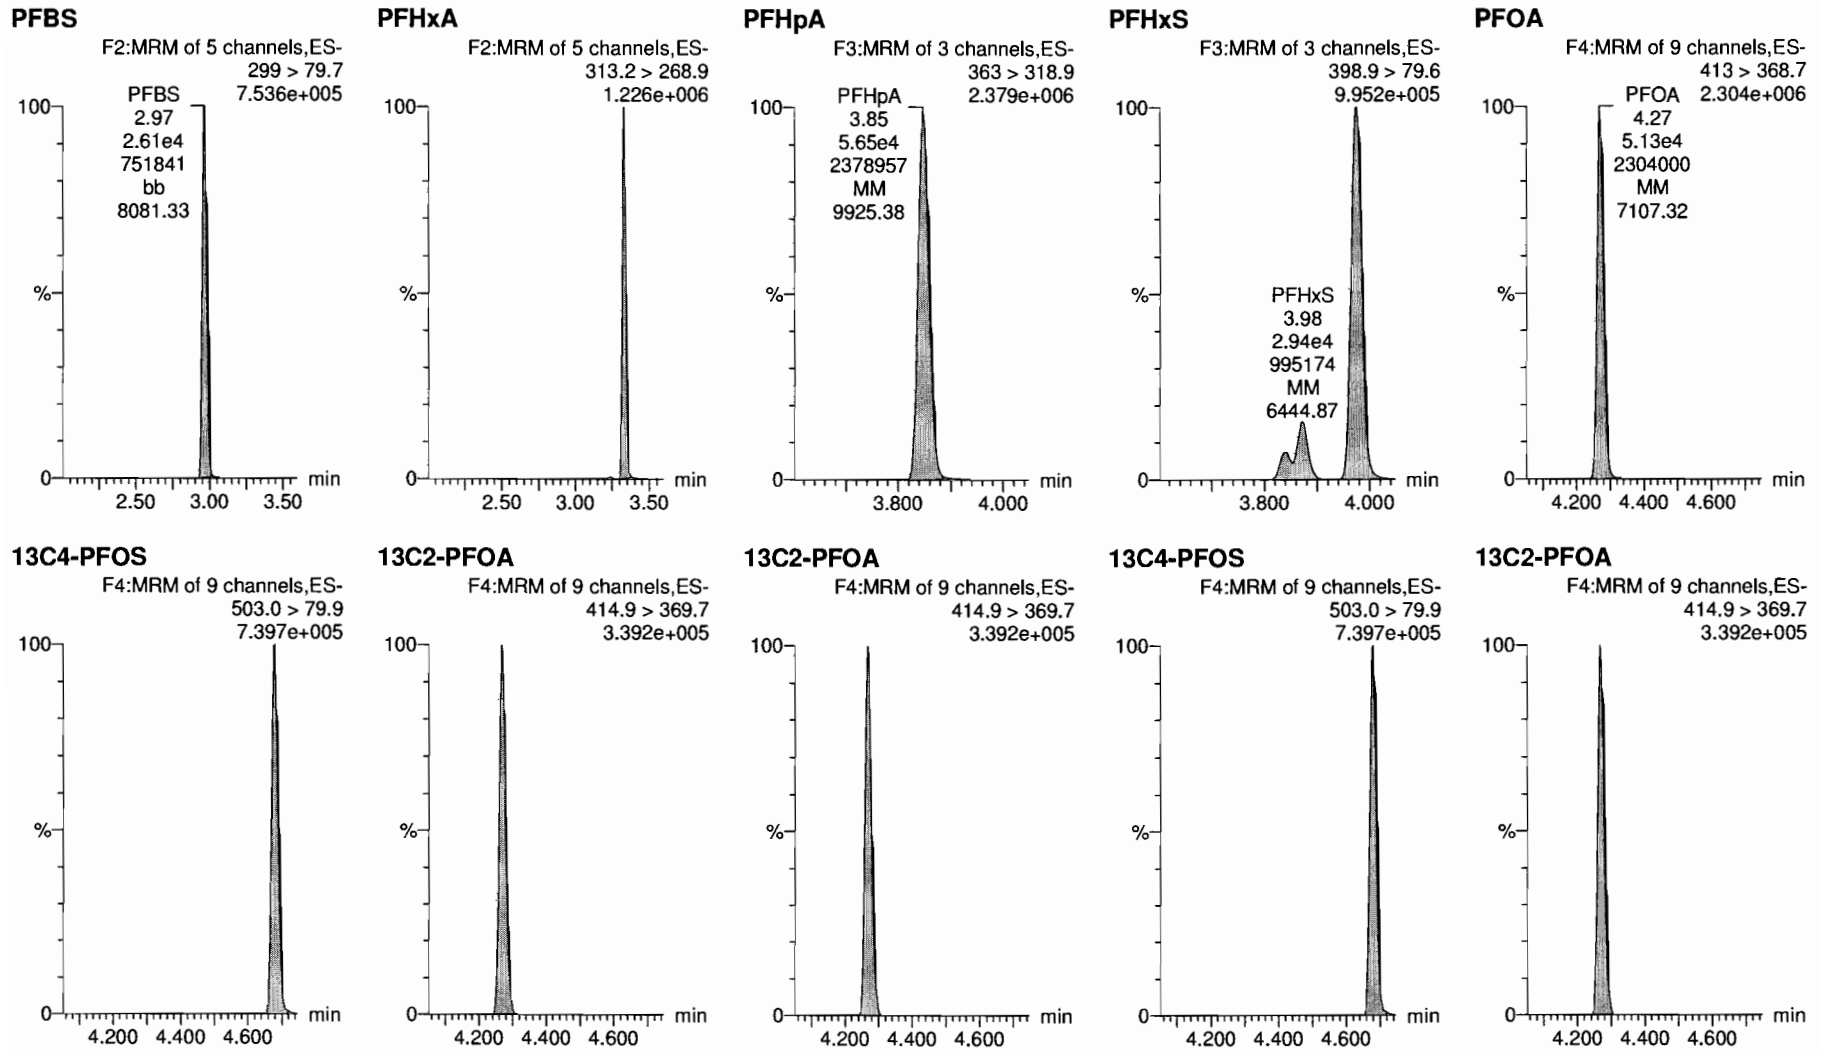 PFBS
F2:MRM of 5 channels,ES-
299 > 79.7
7.536e+005
PFBS
2.97
2.61e4
751841
bb
8081.33
100
%
0
2.50 3.00 3.50 min
PFHxA
F2:MRM of 5 channels,ES-
313.2 > 268.9
1.226e+006
100
%
0
2.50 3.00 3.50 min
PFHpA
F3:MRM of 3 channels,ES-
363 > 318.9
2.379e+006
PFHpA
3.85
5.65e4
2378957
MM
9925.38
100
%
0
3.800 4.000 min
PFHxS
F3:MRM of 3 channels,ES-
398.9 > 79.6
9.952e+005
100
PFHxS
3.98
2.94e4
995174
MM
6444.87
%
0
3.800 4.000 min
PFOA
F4:MRM of 9 channels,ES-
413 > 368.7
2.304e+006
PFOA
4.27
5.13e4
2304000
MM
7107.32
100
%
0
4.200 4.400 4.600 min
13C4-PFOS
F4:MRM of 9 channels,ES-
503.0 > 79.9
7.397e+005
100
%
0
4.200 4.400 4.600 min
13C2-PFOA
F4:MRM of 9 channels,ES-
414.9 > 369.7
3.392e+005
100
%
0
4.200 4.400 4.600 min
13C2-PFOA
F4:MRM of 9 channels,ES-
414.9 > 369.7
3.392e+005
100
%
0
4.200 4.400 4.600 min
13C4-PFOS
F4:MRM of 9 channels,ES-
503.0 > 79.9
7.397e+005
100
%
0
4.200 4.400 4.600 min
13C2-PFOA
F4:MRM of 9 channels,ES-
414.9 > 369.7
3.392e+005
100
%
0
4.200 4.400 4.600 min